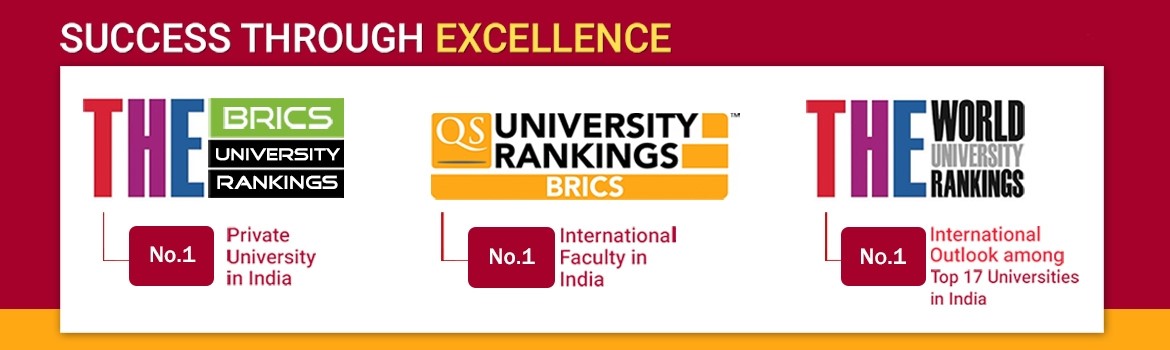 SUCCESS THROUGH EXCELLENCE
THE
BRICS
UNIVERSITY
RANKINGS
No.1
Private
University
in India
QS
UNIVERSITY
RANKINGS
BRICS
TM
No.1
International
Faculty in
India
THE
WORLD
UNIVERSITY
RANKINGS
No.1
International
Outlook among
Top 17 Universities
in India